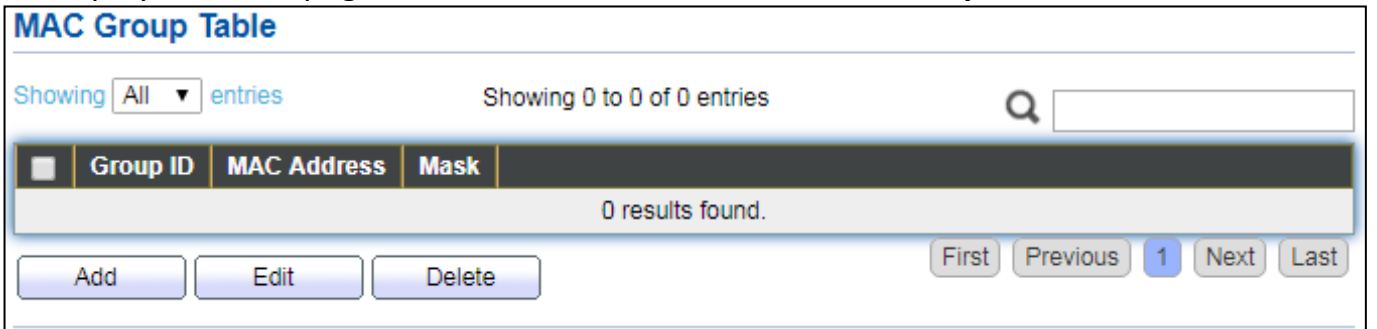 MAC Group Table
Showing All entries Showing 0 to 0 of 0 entries
Group ID MAC Address Mask
0 results found.
First Previous 1 Next Last
Add Edit Delete